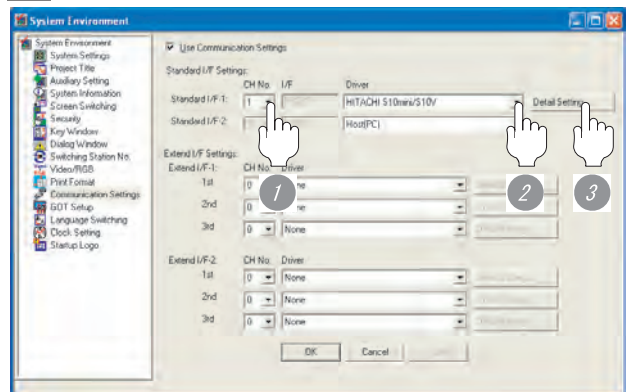 System Environment
System Environment
System Settings
Project Title
Auxiliary Setting
System Information
Screen Switching
Security
Key Window
Dialog Window
Switching Station No.
Video/RGB
Print Format
Communication Settings
GOT Setup
Language Switching
Clock Setting
Startup Logo
Use Communication Settings
Standard I/F Settings:
CH No. I/F Driver
Standard I/F-1: 1 HITACHI S10mini/S10V Detail Setting
Standard I/F-2: Host(PC)
Extend I/F Settings:
Extend I/F-1: CH No. Driver
1st 0
2nd 0
3rd 0 None
Extend I/F-2: CH No. Driver
1st 0 None
2nd 0 None
3rd 0 None
OK Cancel
1 2 3